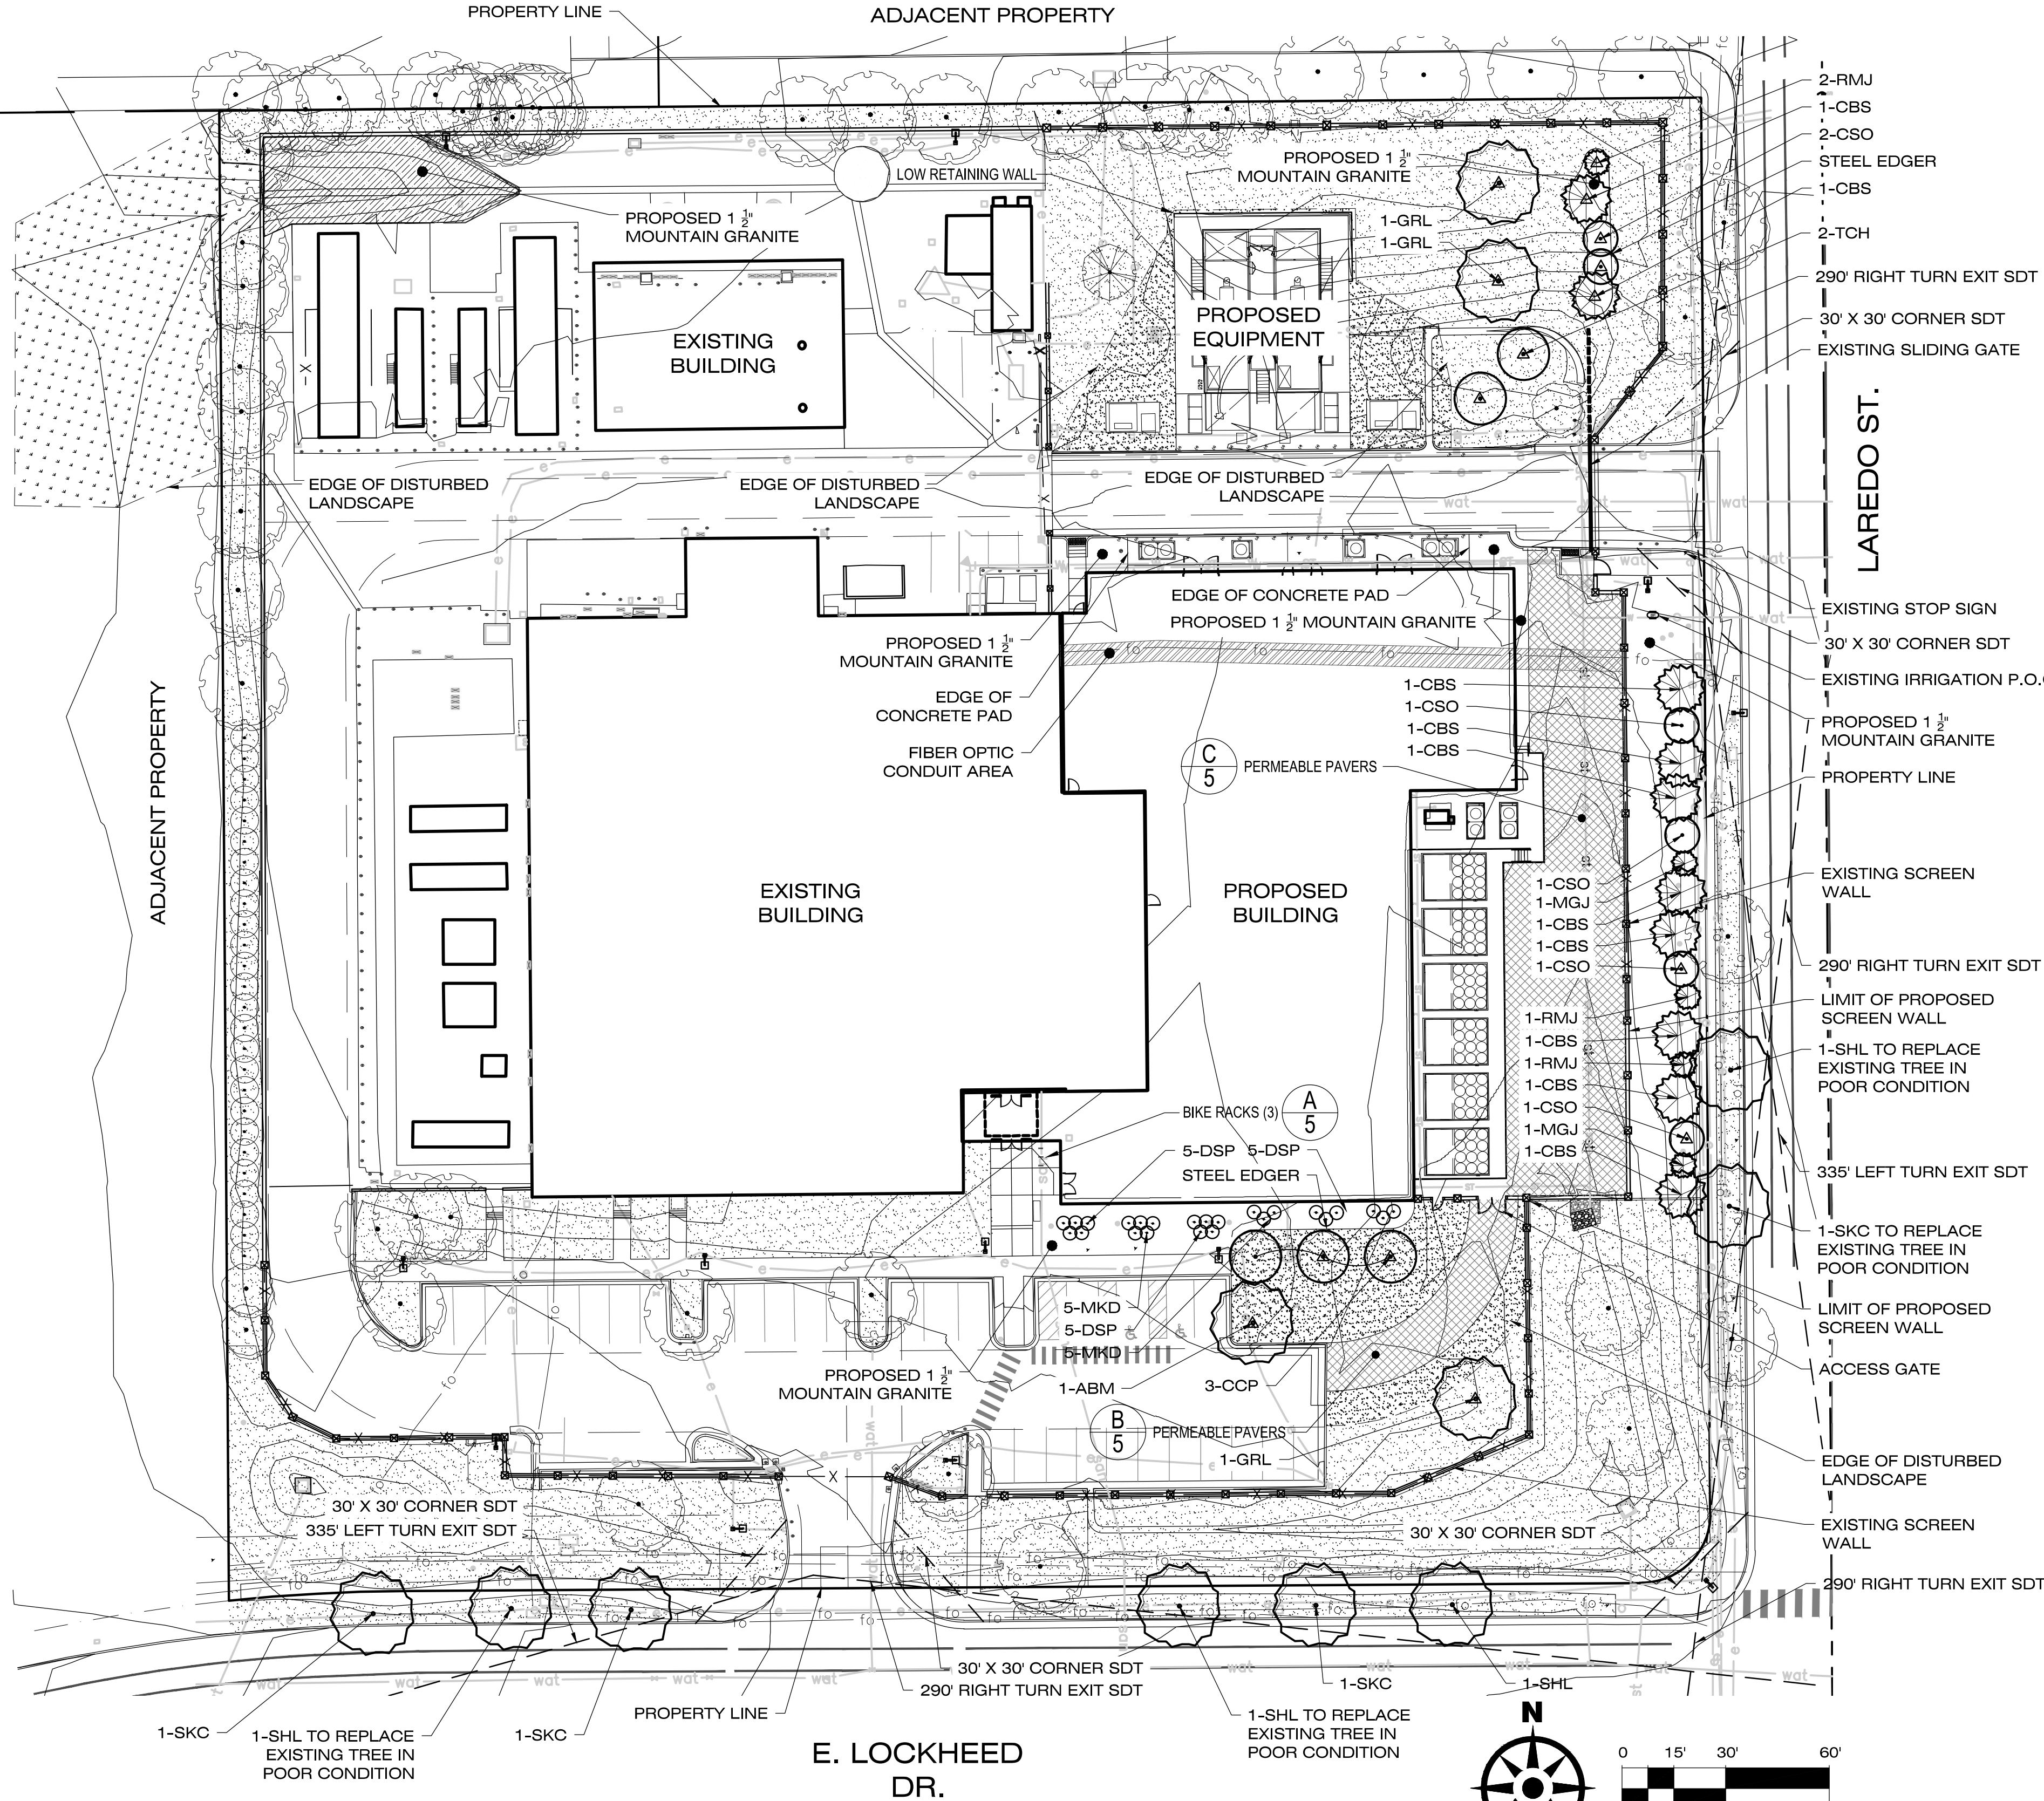 PROPERTY LINE
ADJACENT PROPERTY
2-RMJ
1-CBS
2-CSO
STEEL EDGER
1-CBS
2-TCH
290' RIGHT TURN EXIT SDT
30' X 30' CORNER SDT
EXISTING SLIDING GATE
LAREDO ST.
PROPOSED 1 1/2"
MOUNTAIN GRANITE
LOW RETAINING WALL
PROPOSED 1 1/2"
MOUNTAIN GRANITE
1-GRL
1-GRL
PROPOSED
EQUIPMENT
EXISTING
BUILDING
EDGE OF DISTURBED
LANDSCAPE
EDGE OF DISTURBED
LANDSCAPE
EDGE OF DISTURBED
LANDSCAPE
EDGE OF CONCRETE PAD
PROPOSED 1 1/2" MOUNTAIN GRANITE
PROPOSED 1 1/2"
MOUNTAIN GRANITE
EDGE OF
CONCRETE PAD
FIBER OPTIC
CONDUIT AREA
EXISTING STOP SIGN
30' X 30' CORNER SDT
EXISTING IRRIGATION P.O.
PROPOSED 1 1/2"
MOUNTAIN GRANITE
PROPERTY LINE
EXISTING SCREEN
WALL
290' RIGHT TURN EXIT SDT
LIMIT OF PROPOSED
SCREEN WALL
1-SHL TO REPLACE
EXISTING TREE IN
POOR CONDITION
335' LEFT TURN EXIT SDT
1-SKC TO REPLACE
EXISTING TREE IN
POOR CONDITION
LIMIT OF PROPOSED
SCREEN WALL
ACCESS GATE
EDGE OF DISTURBED
LANDSCAPE
EXISTING SCREEN
WALL
290' RIGHT TURN EXIT SDT
1-CBS
1-CSO
1-CBS
1-CBS
C
5
PERMEABLE PAVERS
ADJACENT PROPERTY
EXISTING
BUILDING
PROPOSED
BUILDING
1-CSO
1-MGJ
1-CBS
1-CBS
1-CSO
1-RMJ
1-CBS
1-RMJ
1-CBS
1-CSO
1-MGJ
1-CBS
BIKE RACKS (3)
A
5
5-DSP
5-DSP
STEEL EDGER
5-MKD
5-DSP
5-MKD
PROPOSED 1 1/2"
MOUNTAIN GRANITE
1-ABM
3-CCP
B
5
PERMEABLE PAVERS
1-GRL
30' X 30' CORNER SDT
335' LEFT TURN EXIT SDT
30' X 30' CORNER SDT
30' X 30' CORNER SDT
290' RIGHT TURN EXIT SDT
1-SKC
1-SHL
1-SKC
1-SHL TO REPLACE
EXISTING TREE IN
POOR CONDITION
1-SKC
PROPERTY LINE
1-SHL TO REPLACE
EXISTING TREE IN
POOR CONDITION
E. LOCKHEED
DR.
N
0 15' 30' 60'